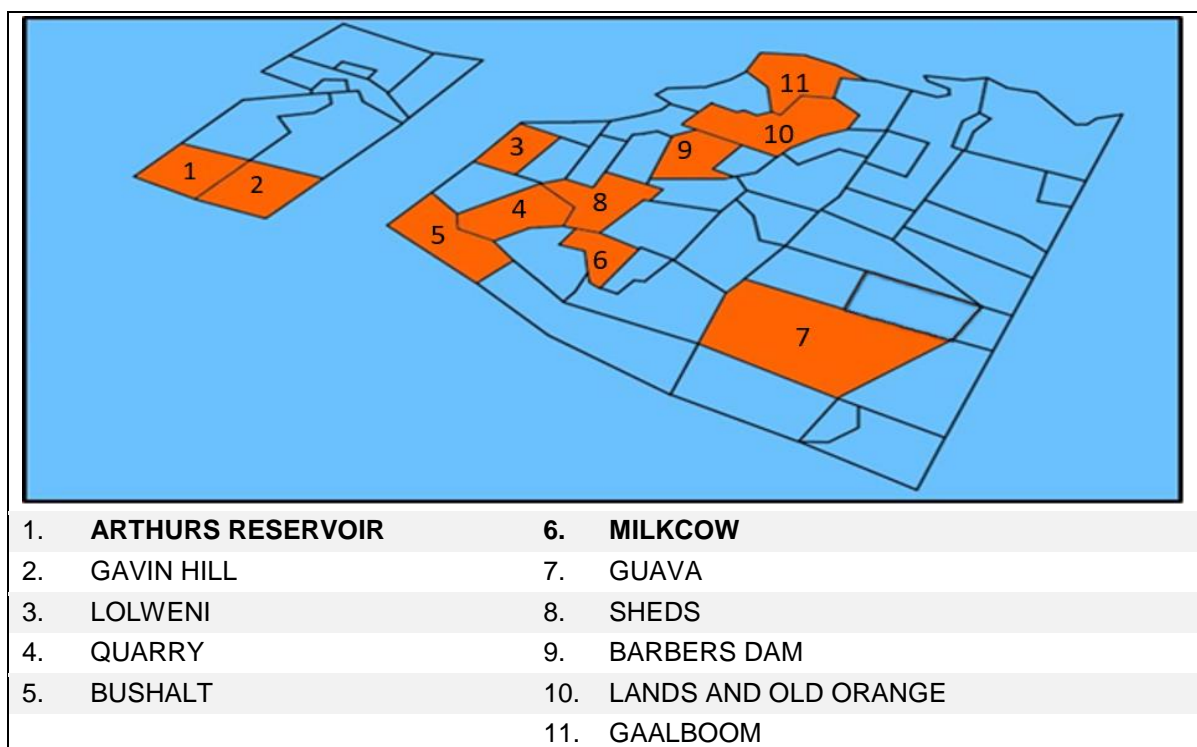 11
10
9
3
1
2
8
4
5
6
7
1. ARTHURS RESERVOIR 6. MILKCOW
2. GAVIN HILL 7. GUAVA
3. LOLWENI 8. SHEDS
4. QUARRY 9. BARBERS DAM
5. BUSHALT 10. LANDS AND OLD ORANGE
11. GAALBOOM